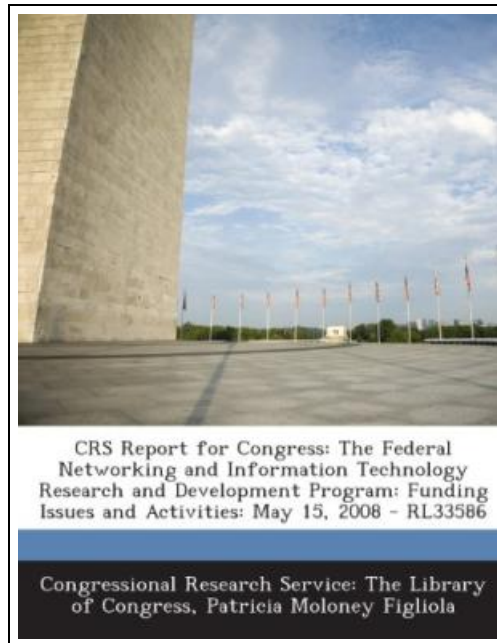 CRS Report for Congress: The Federal
Networking and Information Technology
Research and Development Program: Funding
Issues and Activities: May 15, 2008 - RL33586
Congressional Research Service: The Library
of Congress, Patricia Moloney Figliola